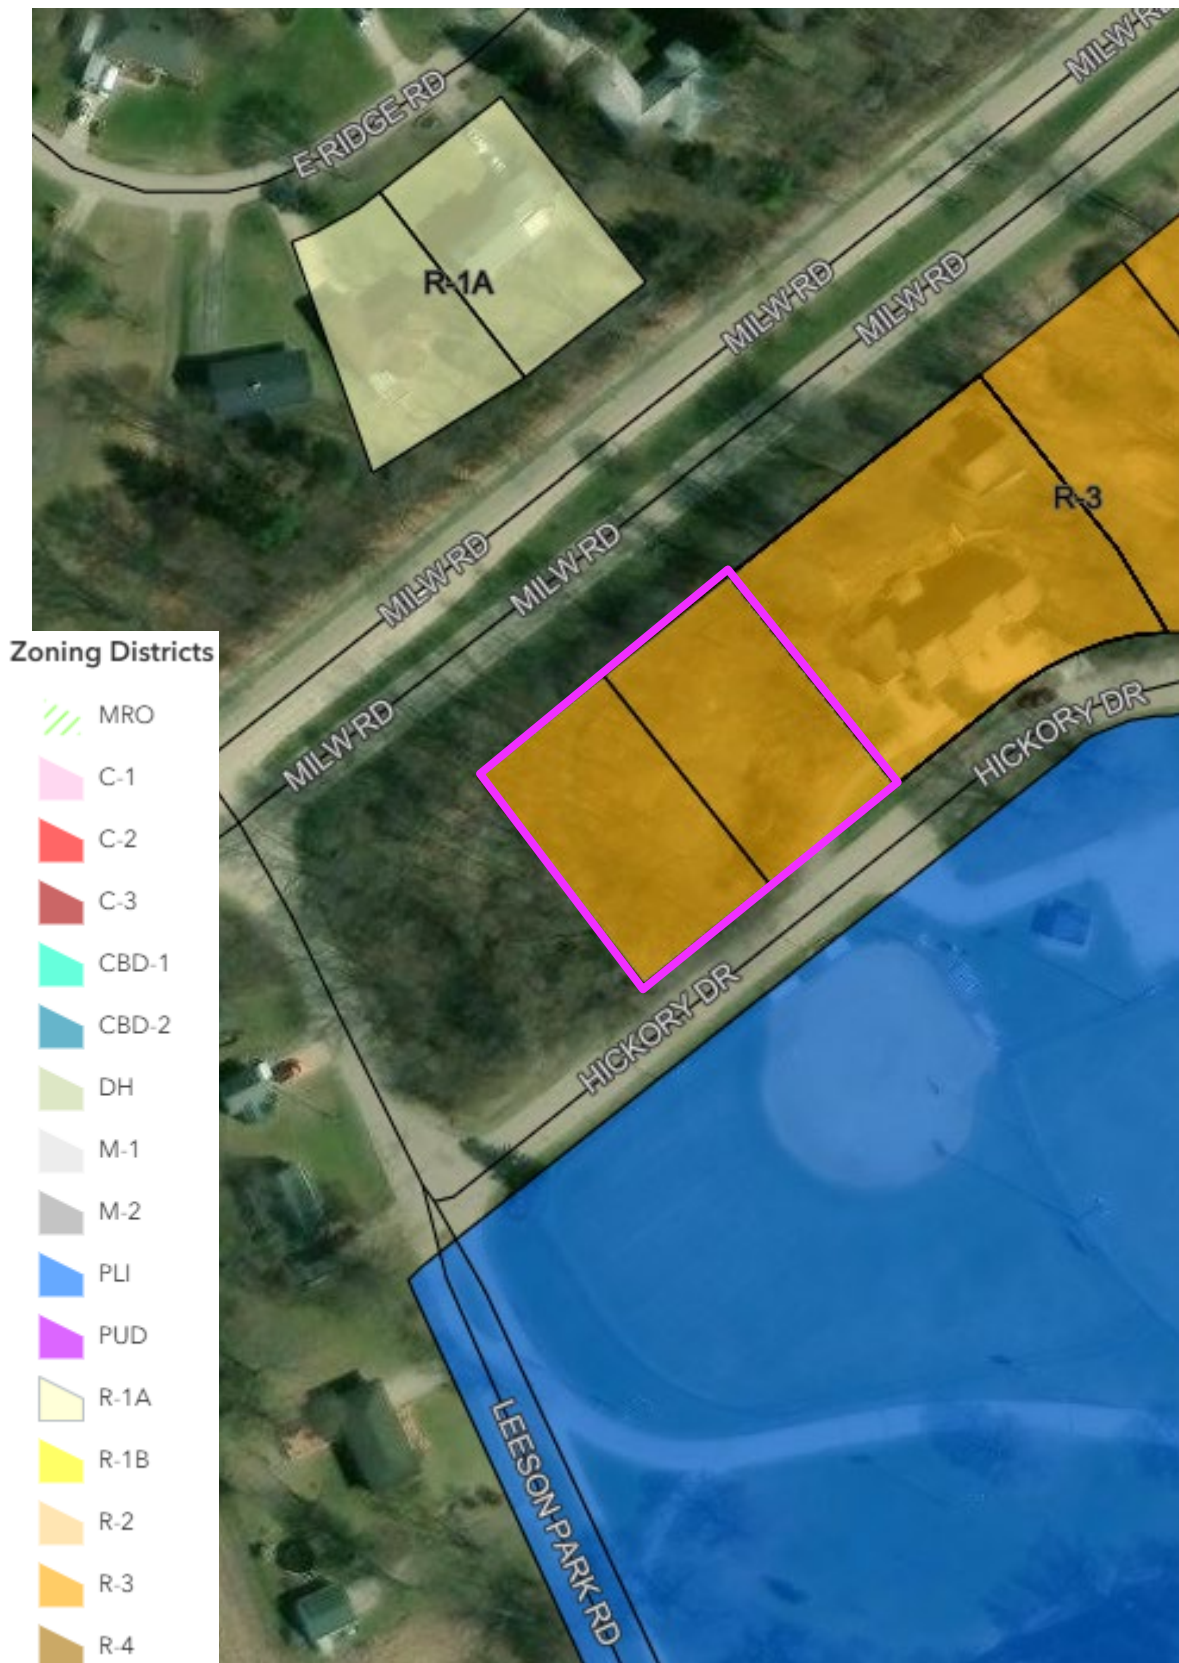 MILW RD
E RIDGE RD
R-1A
MILW RD
MILW RD
R-3
MILW RD
MILW RD
HICKORY DR
MILW RD
HICKORY DR
LEESON PARK RD
Zoning Districts
MRO
C-1
C-2
C-3
CBD-1
CBD-2
DH
M-1
M-2
PLI
PUD
R-1A
R-1B
R-2
R-3
R-4